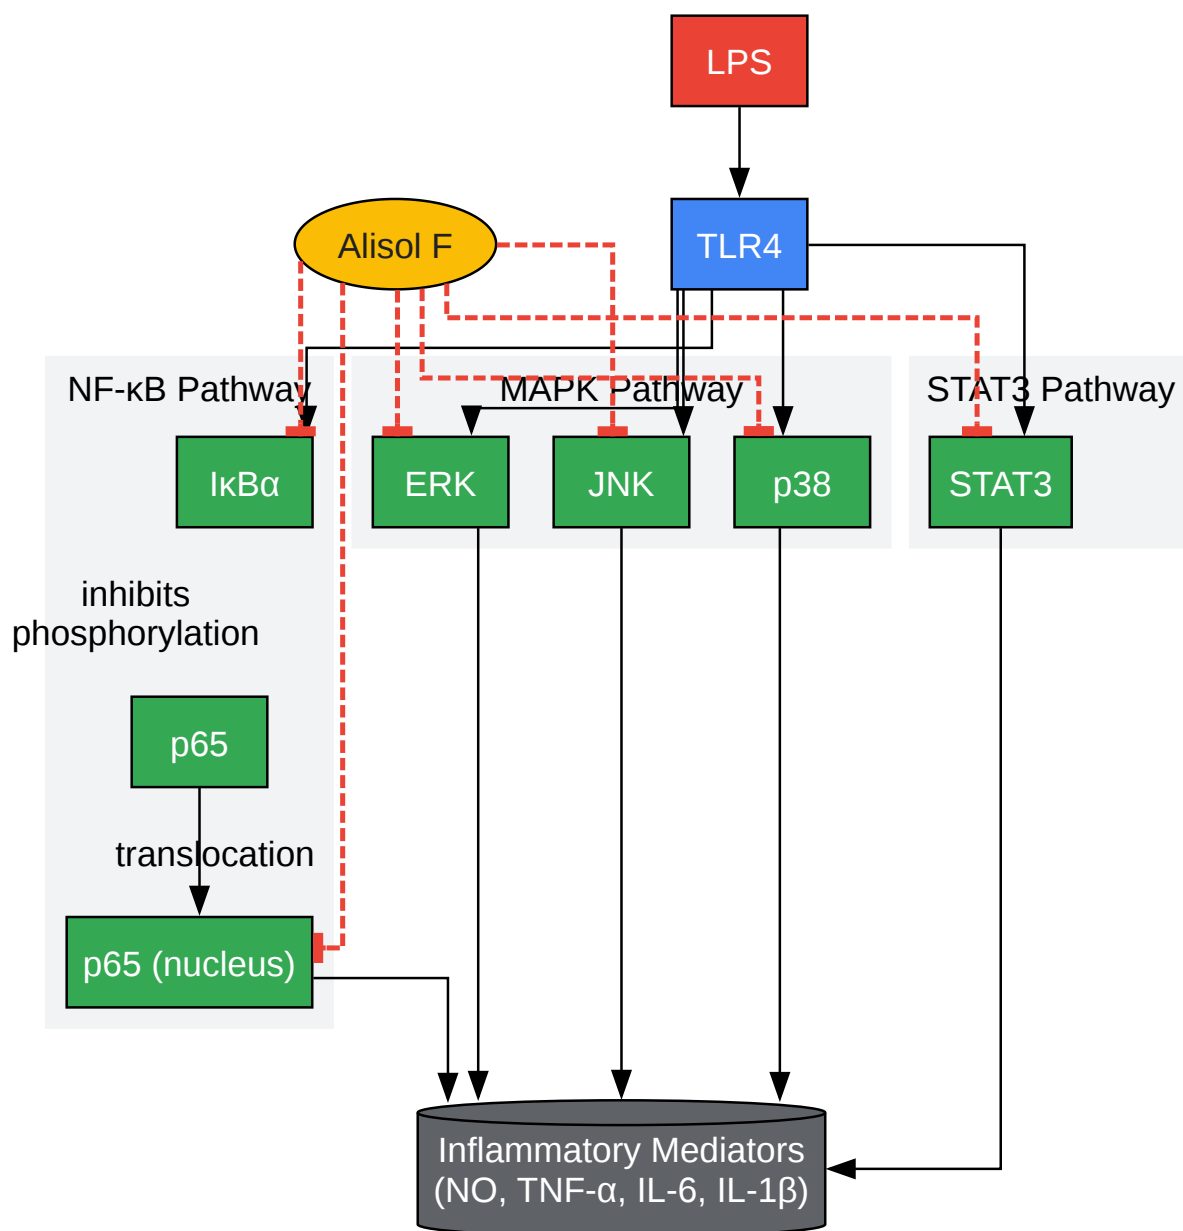 LPS
Alisol F
TLR4
NF-κB Pathway
MAPK Pathway
STAT3 Pathway
IκBα
ERK
JNK
p38
STAT3
inhibits
phosphorylation
p65
translocation
p65 (nucleus)
Inflammatory Mediators
(NO, TNF-α, IL-6, IL-1β)